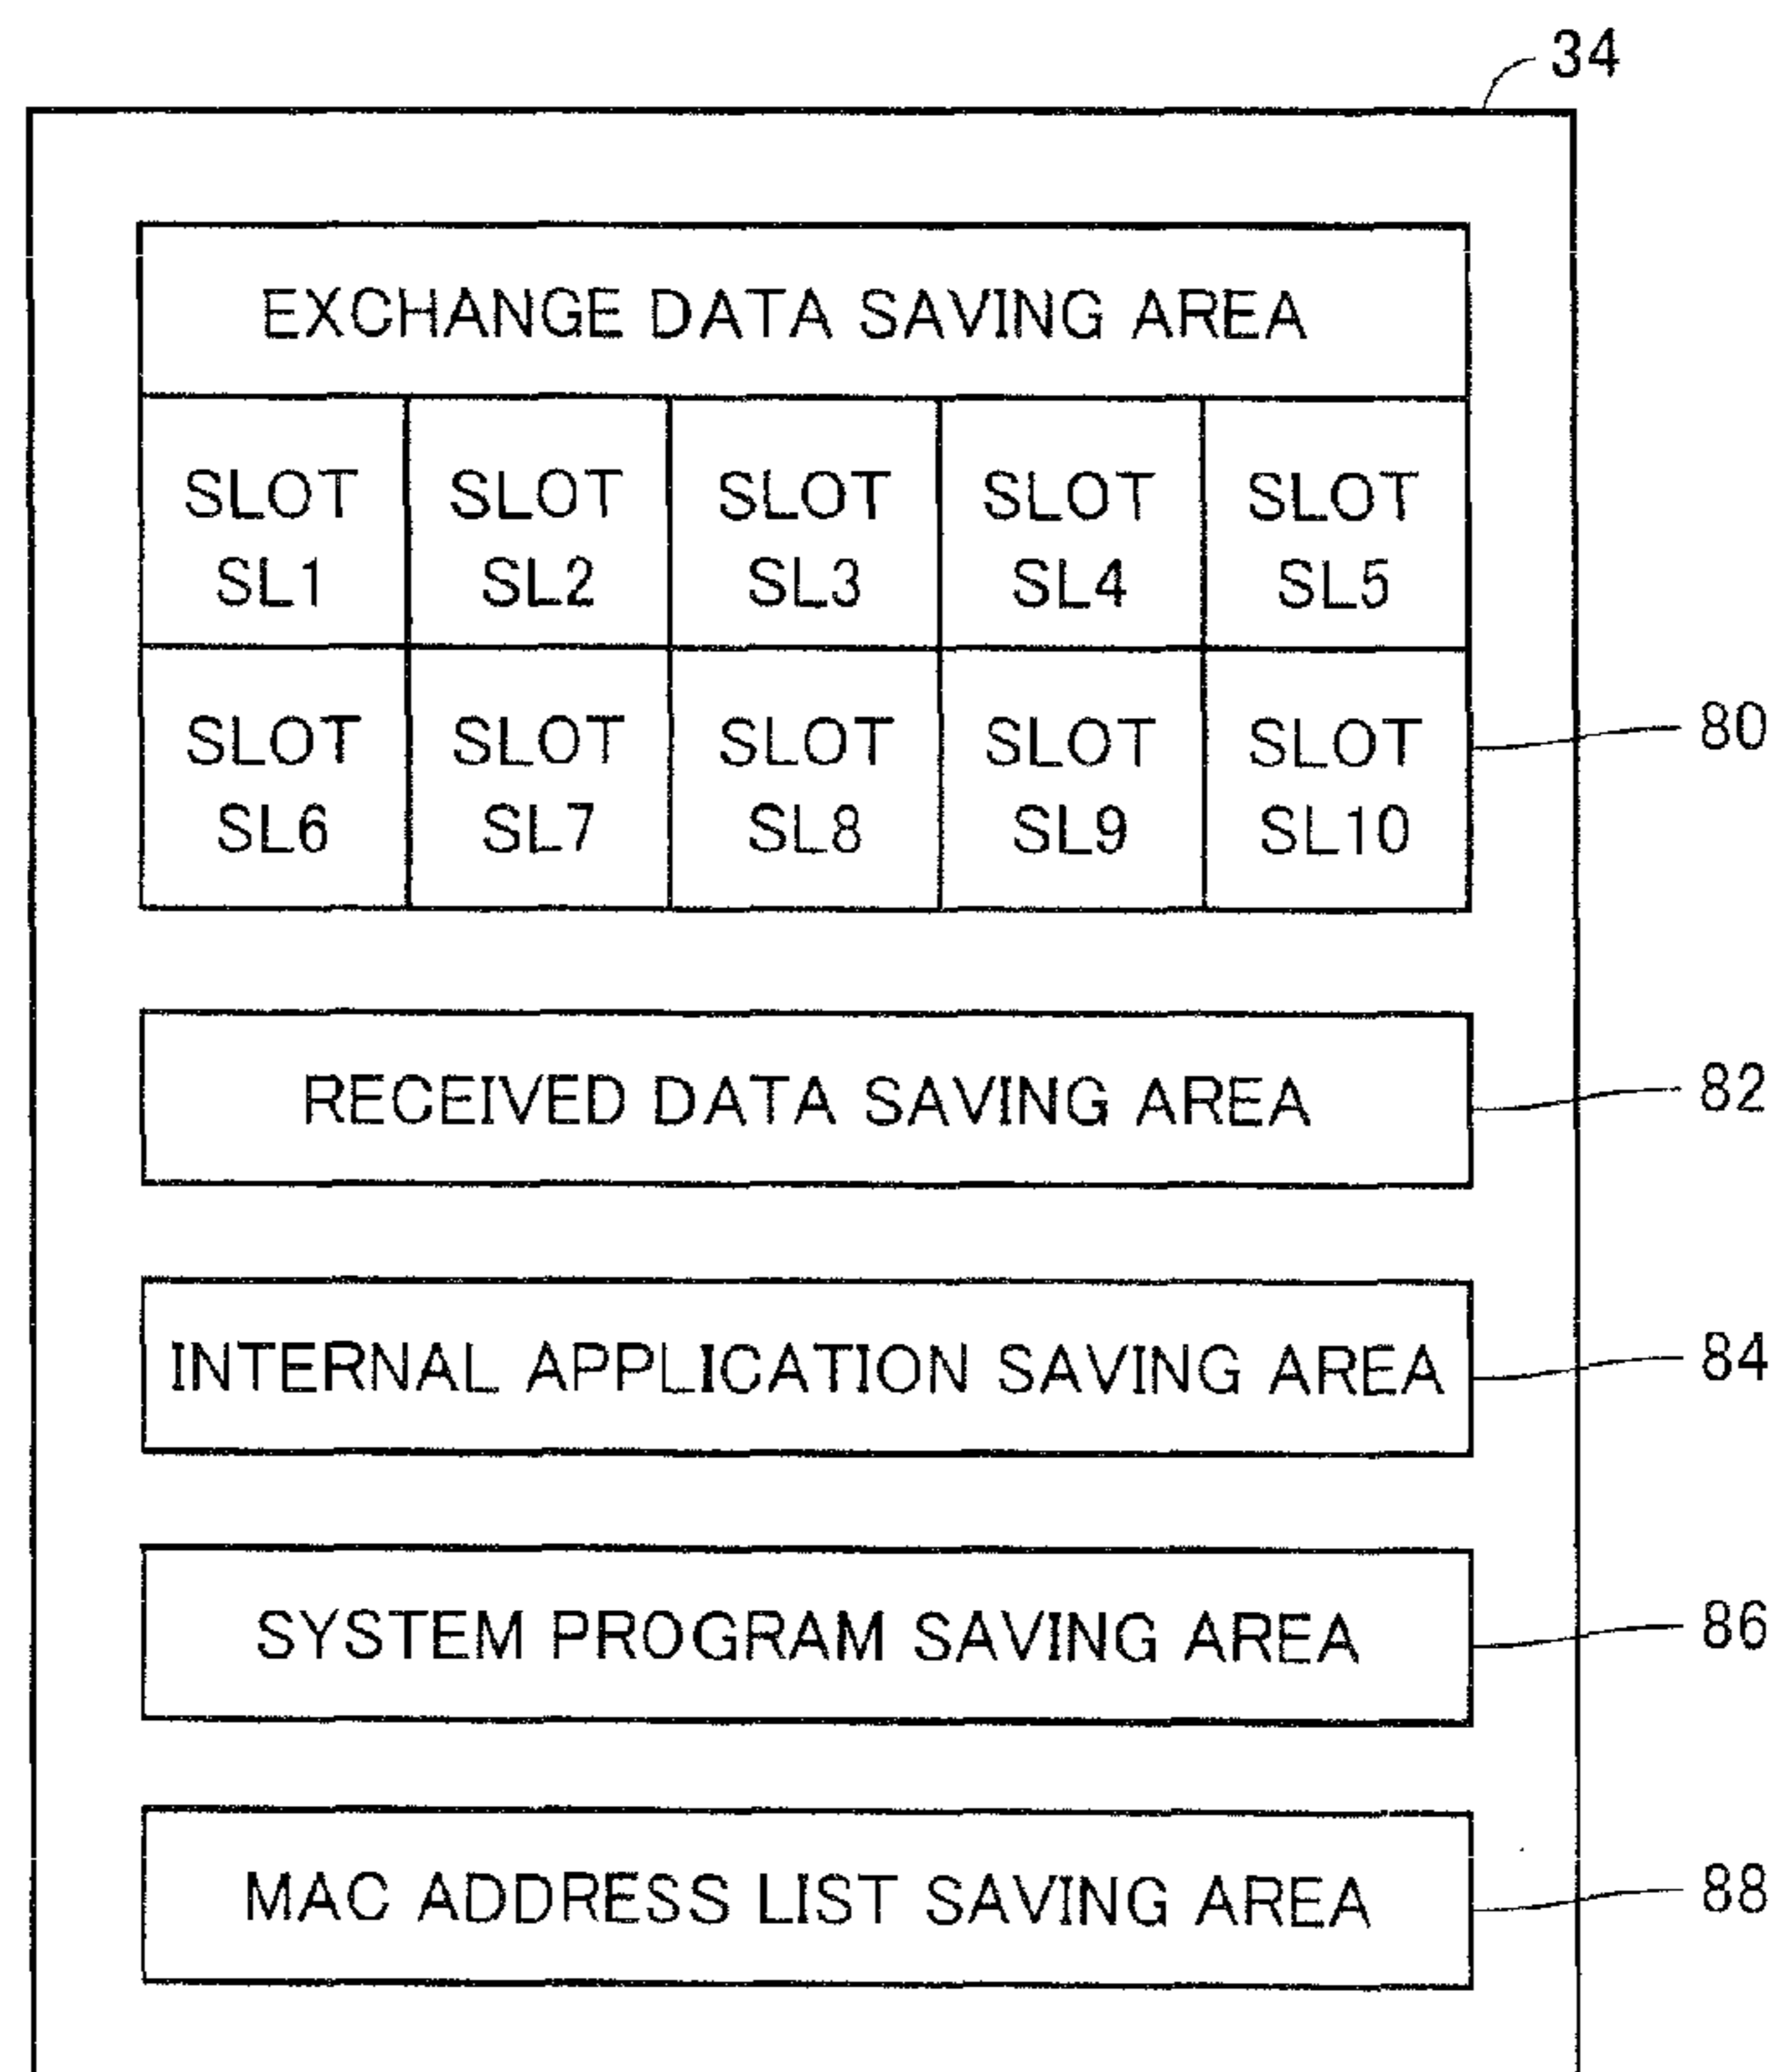 34
EXCHANGE DATA SAVING AREA
SLOT SL1
SLOT SL2
SLOT SL3
SLOT SL4
SLOT SL5
SLOT SL6
SLOT SL7
SLOT SL8
SLOT SL9
SLOT SL10
80
RECEIVED DATA SAVING AREA
82
INTERNAL APPLICATION SAVING AREA
84
SYSTEM PROGRAM SAVING AREA
86
MAC ADDRESS LIST SAVING AREA
88